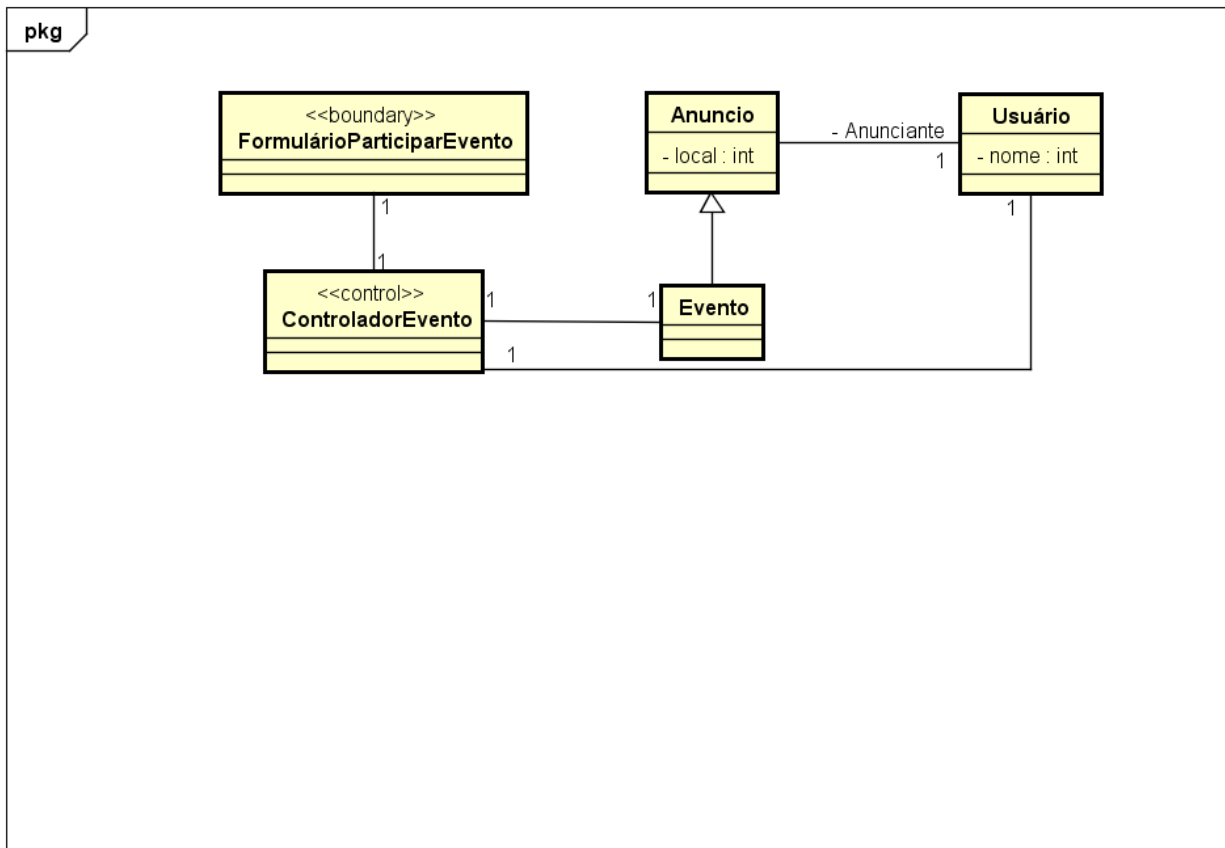 pkg
<<boundary>>
FormulárioParticiparEvento
Anuncio
- local : int
- Anunciante
1
Usuário
- nome : int
1
1
1
<<control>>
ControladorEvento
1
1
Evento
1